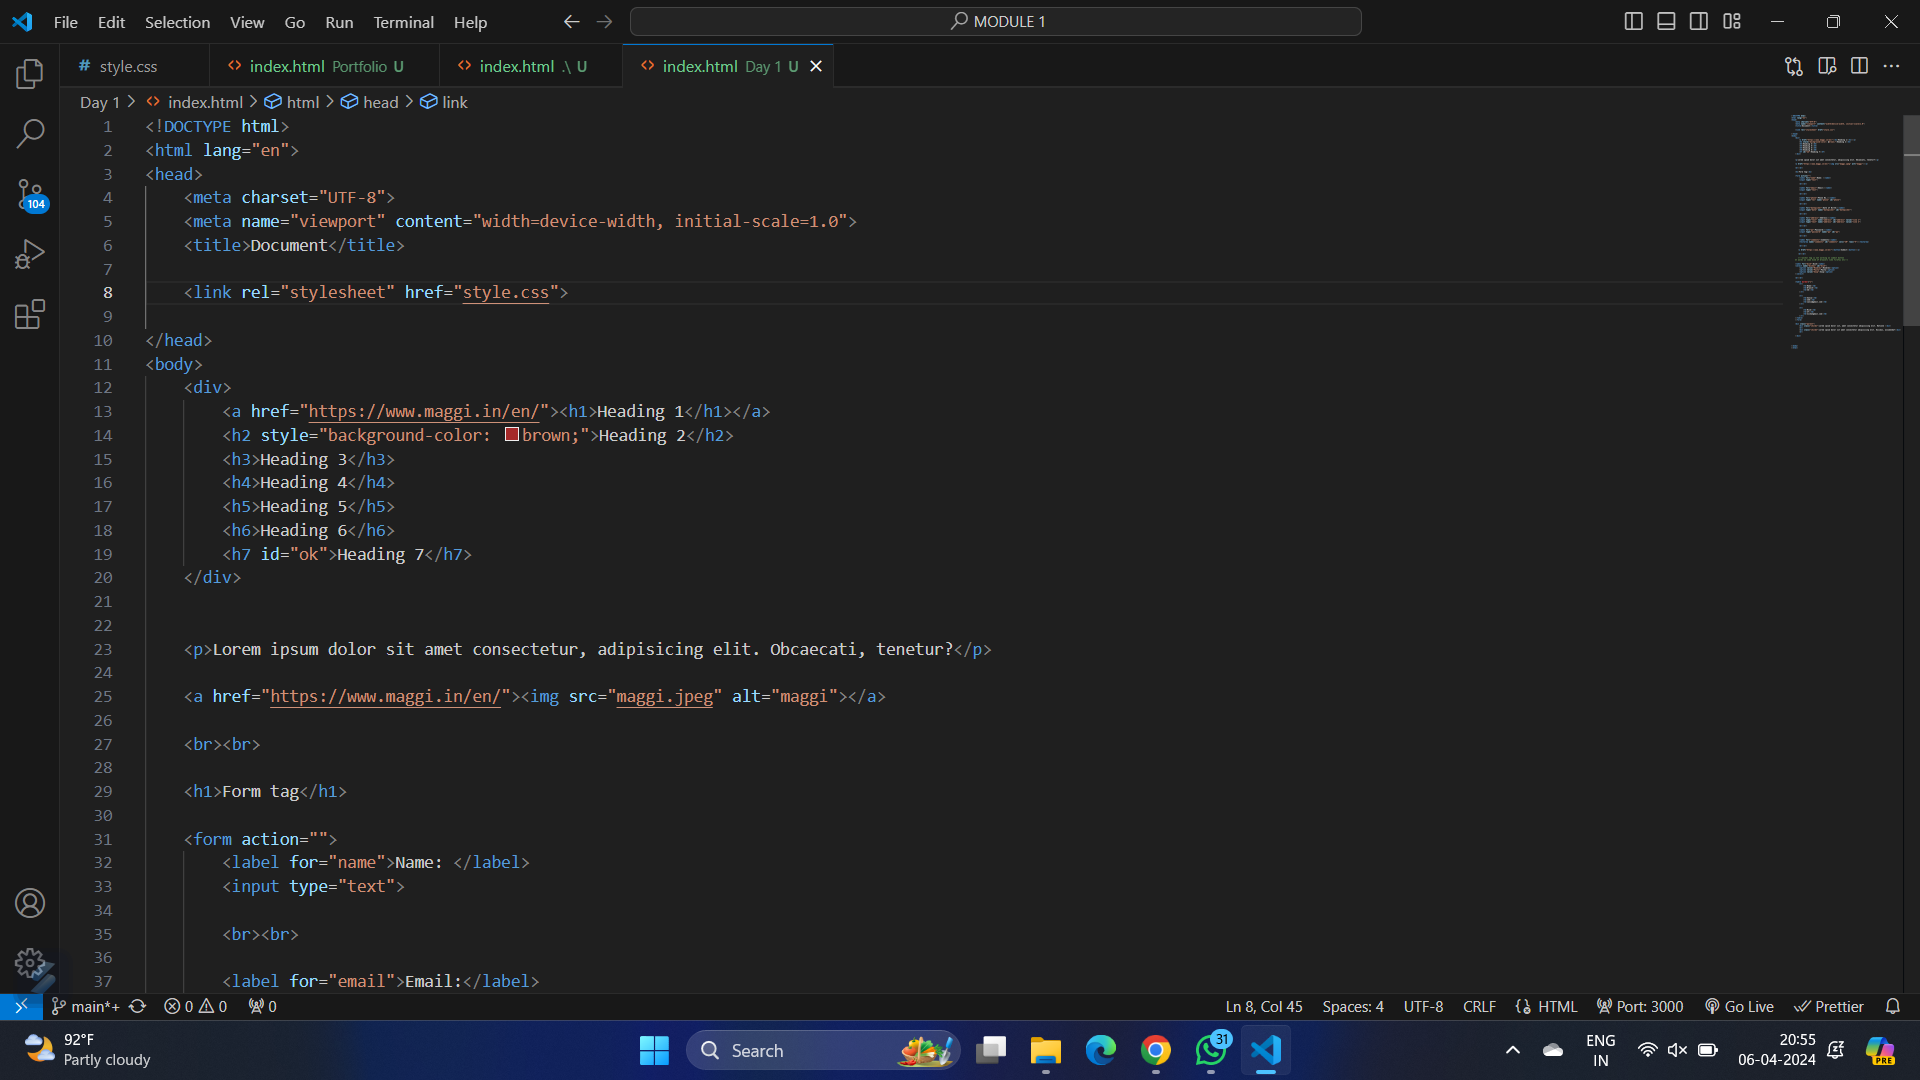 File Edit Selection View Go Run Terminal Help
MODULE 1
# style.css
<> index.html Portfolio U
<> index.html .\ U
<> index.html Day 1 U
Day 1 > <> index.html > html > head > link
1 <!DOCTYPE html>
2 <html lang="en">
3 <head>
4 <meta charset="UTF-8">
5 <meta name="viewport" content="width=device-width, initial-scale=1.0">
6 <title>Document</title>
7
8 <link rel="stylesheet" href="style.css">
9
10 </head>
11 <body>
12 <div>
13 <a href="https://www.maggi.in/en/"><h1>Heading 1</h1></a>
14 <h2 style="background-color: brown;">Heading 2</h2>
15 <h3>Heading 3</h3>
16 <h4>Heading 4</h4>
17 <h5>Heading 5</h5>
18 <h6>Heading 6</h6>
19 <h7 id="ok">Heading 7</h7>
20 </div>
21
22
23 <p>Lorem ipsum dolor sit amet consectetur, adipisicing elit. Obcaecati, tenetur?</p>
24
25 <a href="https://www.maggi.in/en/"><img src="maggi.jpeg" alt="maggi"></a>
26
27 <br><br>
28
29 <h1>Form tag</h1>
30
31 <form action="">
32 <label for="name">Name: </label>
33 <input type="text">
34
35 <br><br>
36
37 <label for="email">Email:</label>
104
main*+ 0 0 0
Ln 8, Col 45 Spaces: 4 UTF-8 CRLF {} HTML Port: 3000 Go Live Prettier
92°F
Partly cloudy
Search
31
ENG
IN
20:55
06-04-2024
PRE